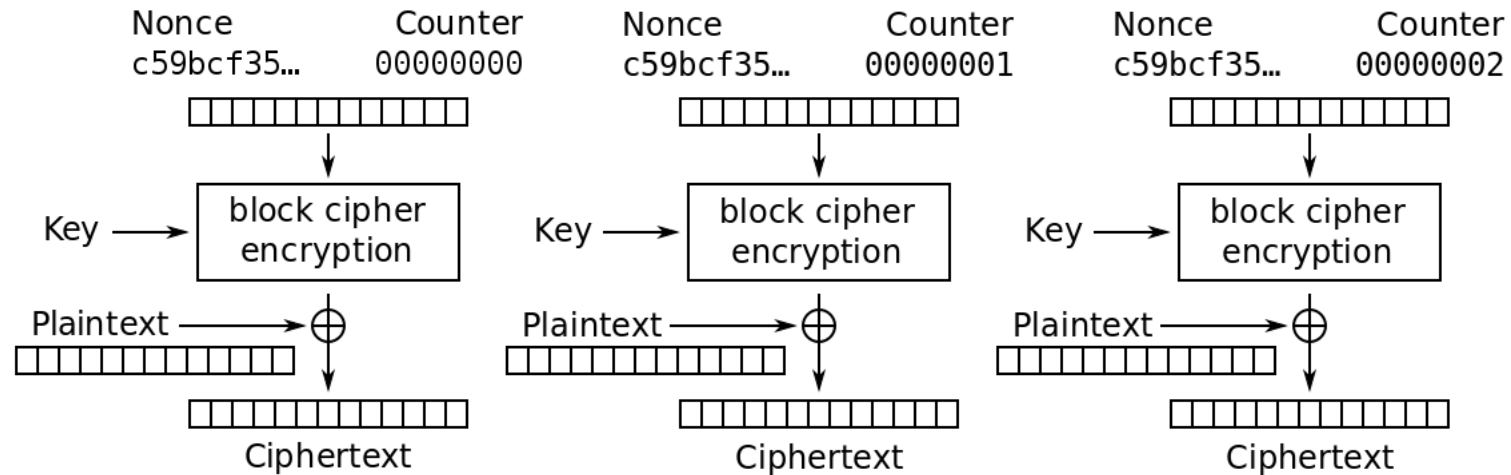 Nonce Counter Nonce Counter Nonce Counter
c59bcf35… 00000000 c59bcf35… 00000001 c59bcf35… 00000002
block cipher block cipher block cipher
Key encryption Key encryption Key encryption
Plaintext Plaintext Plaintext
Ciphertext Ciphertext Ciphertext